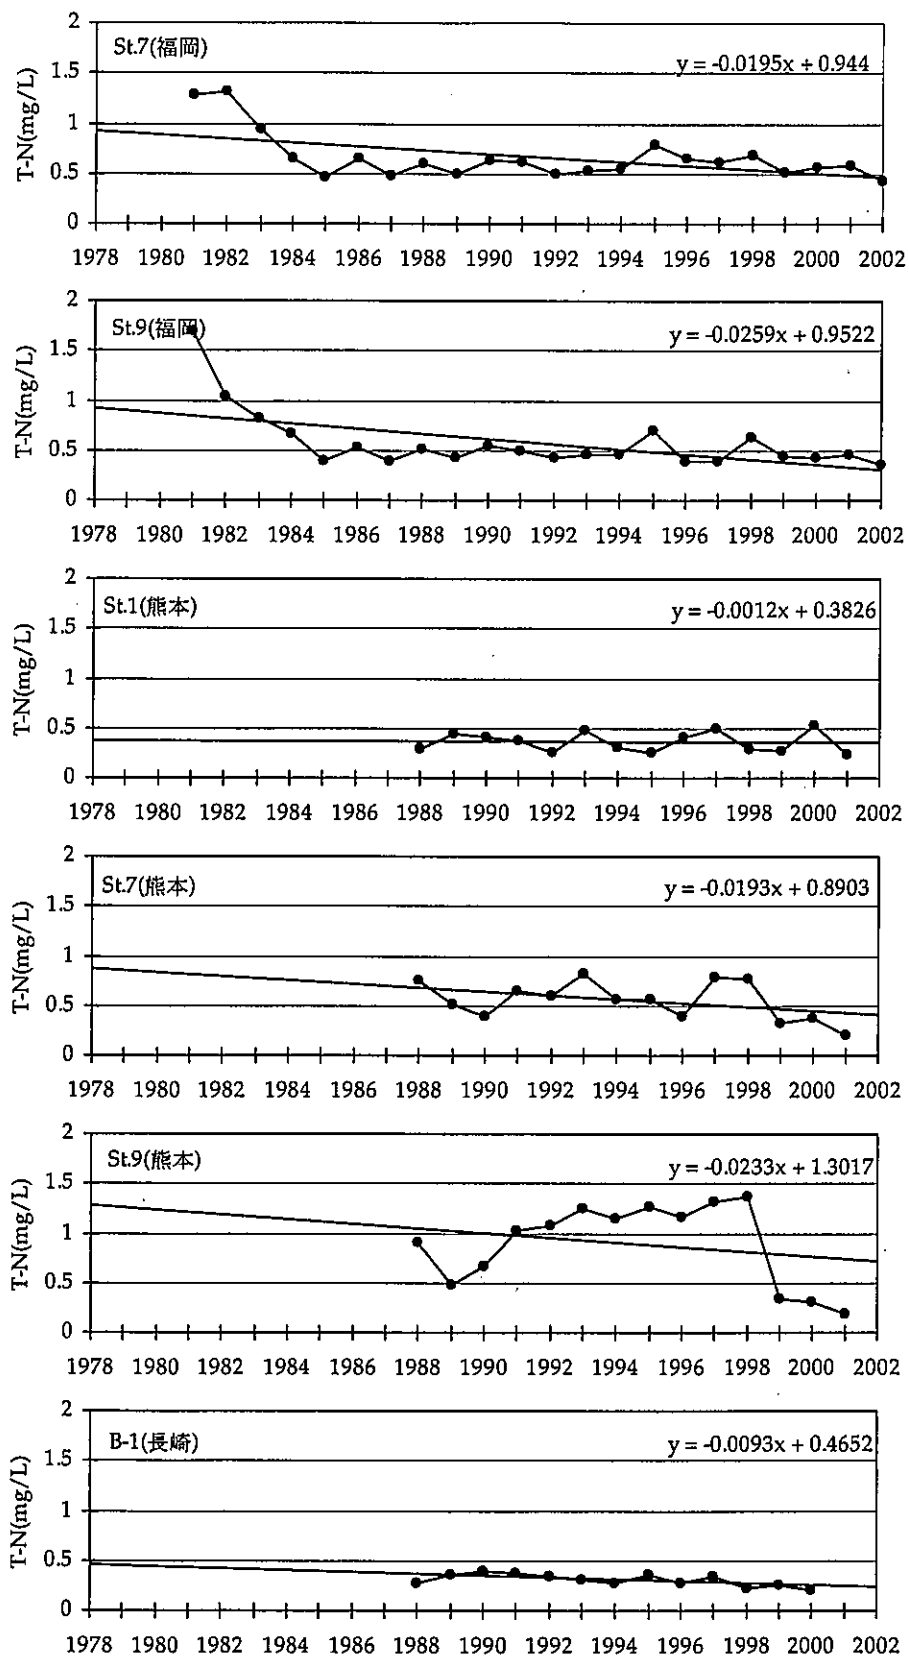 2
St.7(福岡)
y = -0.0195x + 0.944
1.5
1
0.5
0
T-N(mg/L)
1978 1980 1982 1984 1986 1988 1990 1992 1994 1996 1998 2000 2002
2
St.9(福岡)
y = -0.0259x + 0.9522
1.5
1
0.5
0
T-N(mg/L)
1978 1980 1982 1984 1986 1988 1990 1992 1994 1996 1998 2000 2002
2
St.1(熊本)
y = -0.0012x + 0.3826
1.5
1
0.5
0
T-N(mg/L)
1978 1980 1982 1984 1986 1988 1990 1992 1994 1996 1998 2000 2002
2
St.7(熊本)
y = -0.0193x + 0.8903
1.5
1
0.5
0
T-N(mg/L)
1978 1980 1982 1984 1986 1988 1990 1992 1994 1996 1998 2000 2002
2
St.9(熊本)
y = -0.0233x + 1.3017
1.5
1
0.5
0
T-N(mg/L)
1978 1980 1982 1984 1986 1988 1990 1992 1994 1996 1998 2000 2002
2
B-1(長崎)
y = -0.0093x + 0.4652
1.5
1
0.5
0
T-N(mg/L)
1978 1980 1982 1984 1986 1988 1990 1992 1994 1996 1998 2000 2002